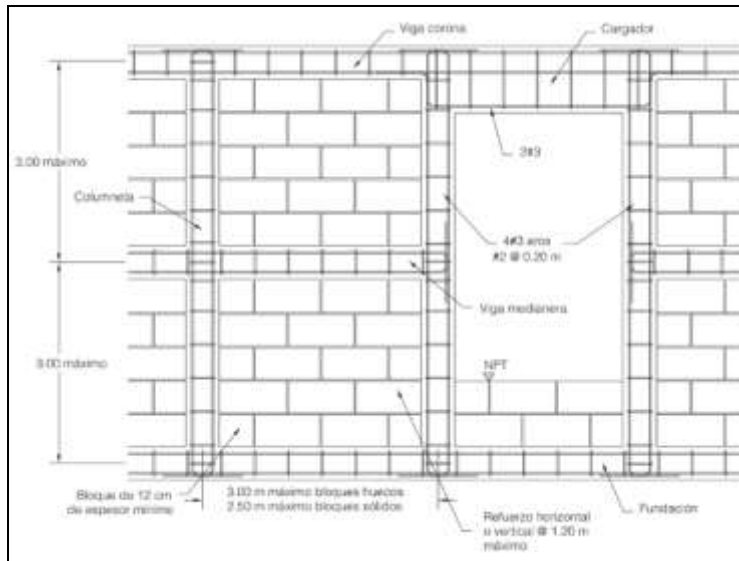 Viga corona
Cargador
3.00 máximo
2#3
Columneta
4#3 aros
#2 @ 0.20 m
Viga medianera
3.00 máximo
NPT
Bloque de 12 cm
de espesor mínimo
3.00 m máximo bloques huecos
2.50 m máximo bloques sólidos
Refuerzo horizontal
o vertical @ 1.20 m
máximo
Fundación